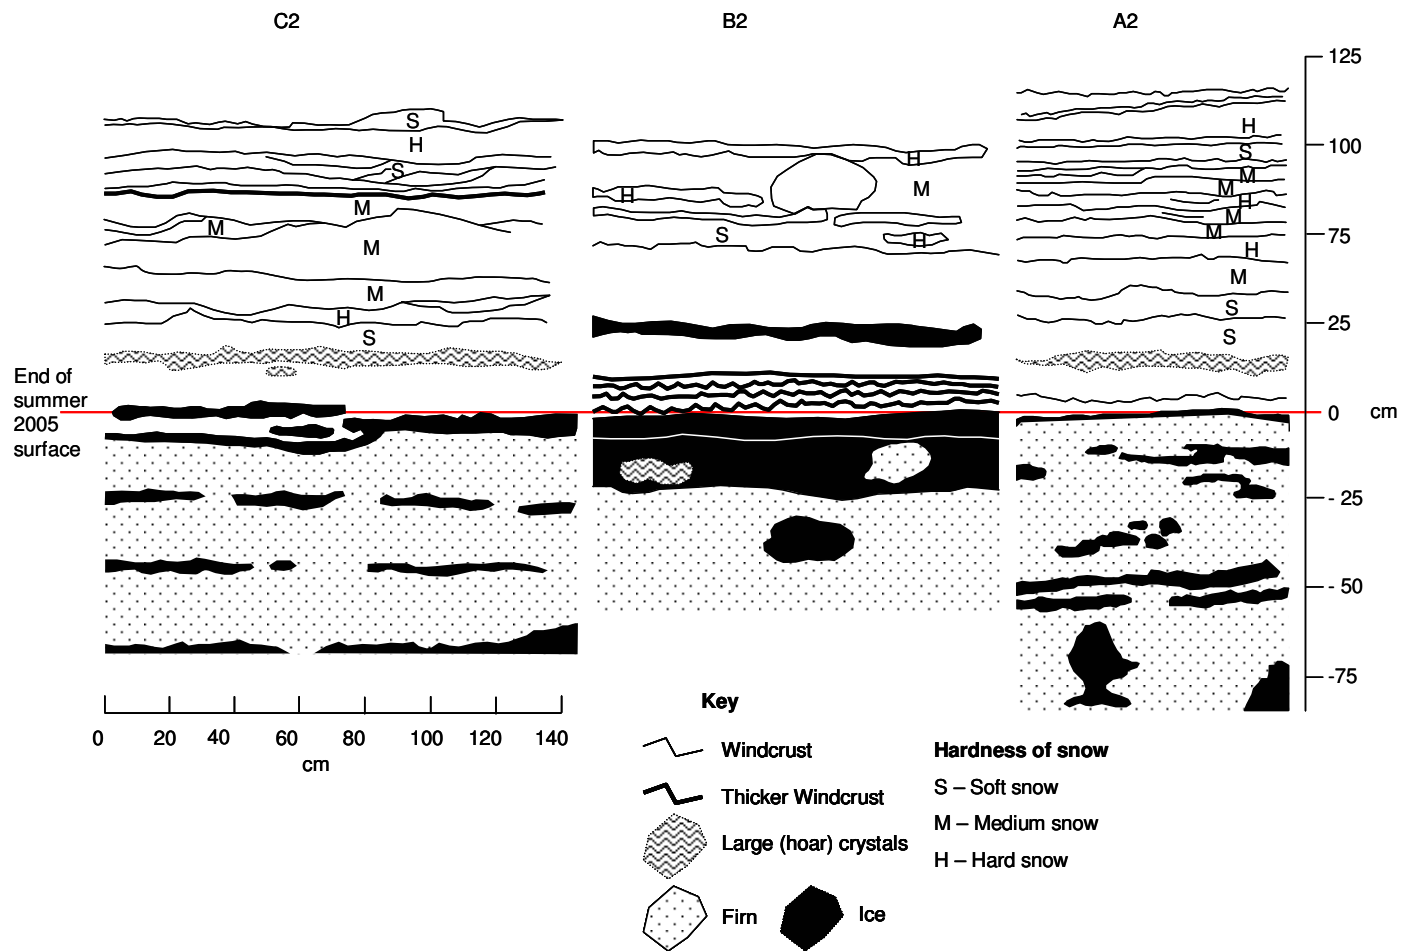 C2
B2
A2
S
H
S
M
M
M
M
H
S
H
M
H
S
H
H
S
M
M
H
M
M
H
M
S
S
125
100
75
50
25
0 cm
- 25
- 50
-75
End of
summer
2005
surface
0 20 40 60 80 100 120 140
cm
Key
Windcrust
Thicker Windcrust
Large (hoar) crystals
Firn
Ice
Hardness of snow
S – Soft snow
M – Medium snow
H – Hard snow